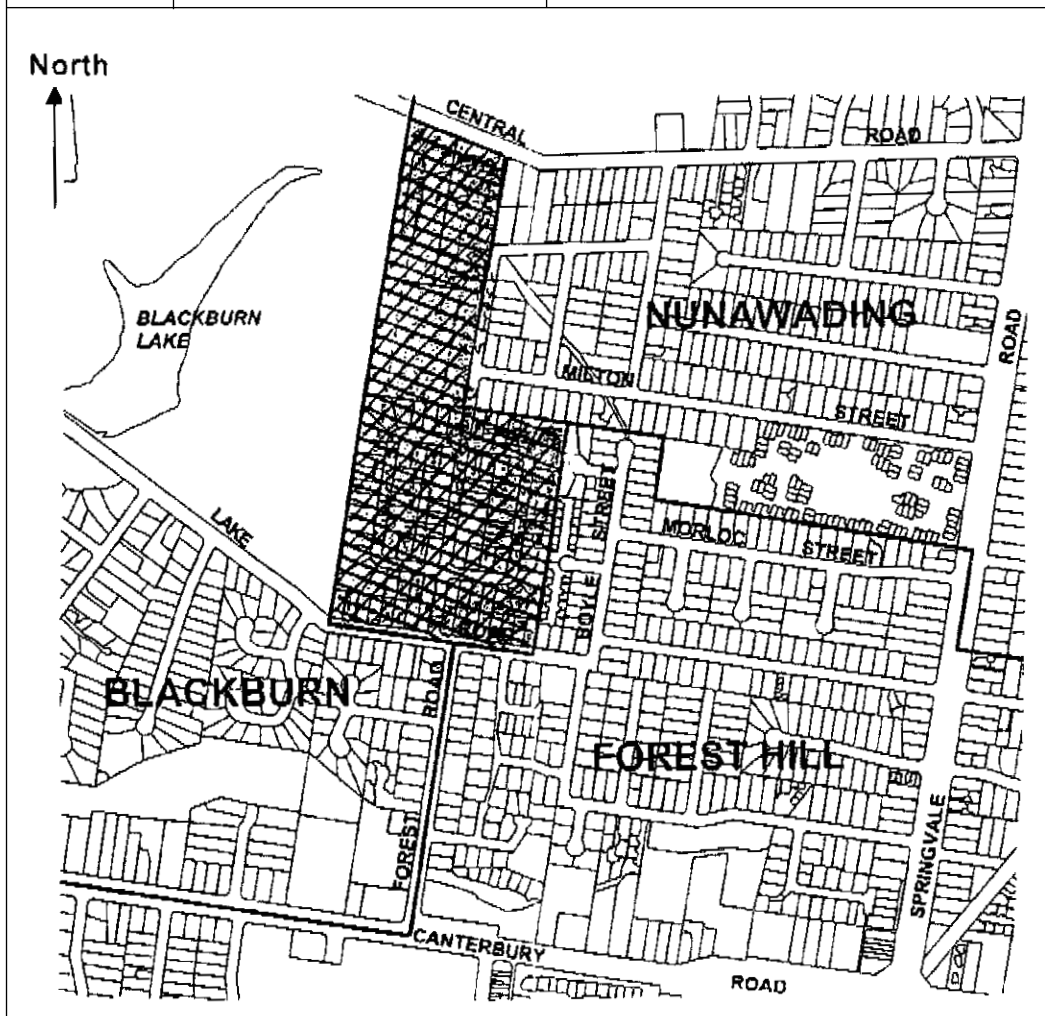 North
CENTRAL
ROAD
BLACKBURN
LAKE
NUNAWADING
ROAD
MILTON
STREET
LAKE
STREET
MORLOC
STREET
BOYLE
BLACKBURN
ROAD
FOREST HILL
FOREST
SPRINGVALE
CANTERBURY
ROAD